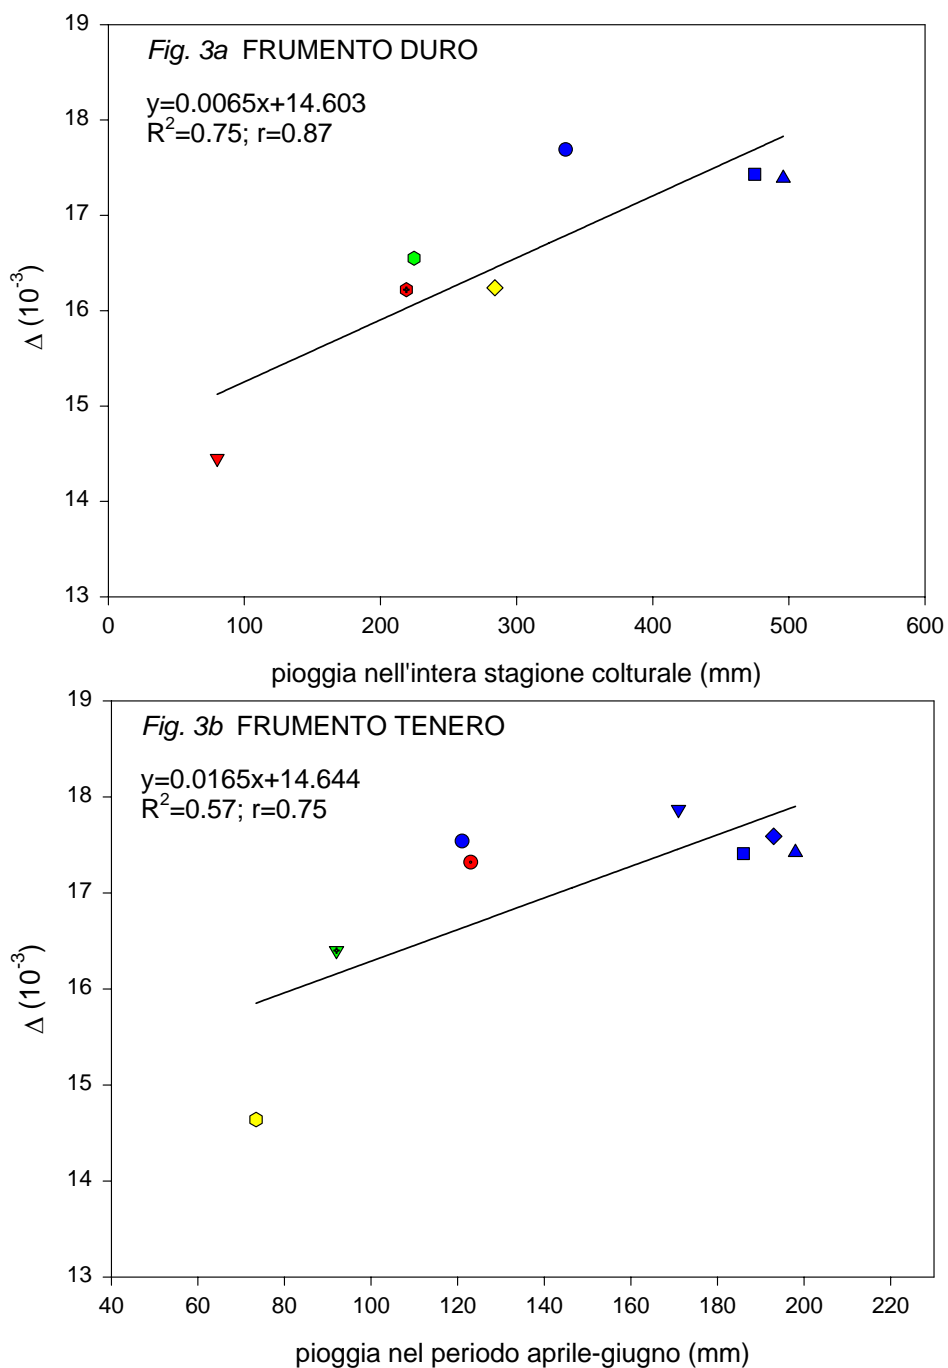 Fig. 3a FRUMENTO DURO
y=0.0065x+14.603
R²=0.75; r=0.87
Δ (10⁻³)
19
18
17
16
15
14
13
0 100 200 300 400 500 600
pioggia nell'intera stagione colturale (mm)
Fig. 3b FRUMENTO TENERO
y=0.0165x+14.644
R²=0.57; r=0.75
Δ (10⁻³)
19
18
17
16
15
14
13
40 60 80 100 120 140 160 180 200 220
pioggia nel periodo aprile-giugno (mm)